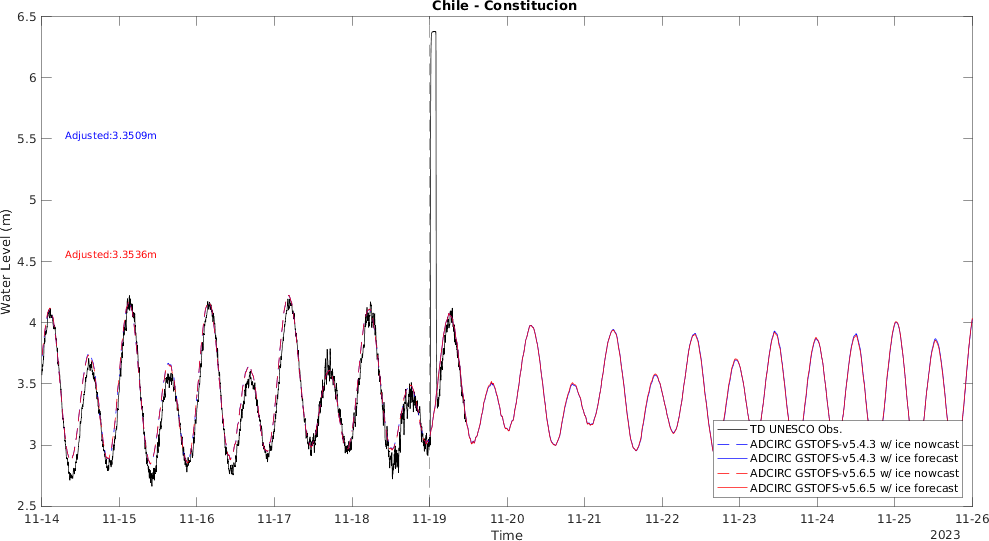 Chile - Constitucion
6.5
6
5.5
5
4.5
4
3.5
3
2.5
Water Level (m)
Adjusted:3.3509m
Adjusted:3.3536m
TD UNESCO Obs.
ADCIRC GSTOFS-v5.4.3 w/ ice nowcast
ADCIRC GSTOFS-v5.4.3 w/ ice forecast
ADCIRC GSTOFS-v5.6.5 w/ ice nowcast
ADCIRC GSTOFS-v5.6.5 w/ ice forecast
11-14 11-15 11-16 11-17 11-18 11-19 11-20 11-21 11-22 11-23 11-24 11-25 11-26
Time
2023